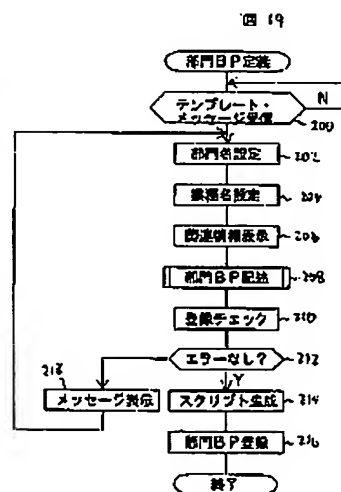 図 19
部門BP定義
テンプレート・
メッセージ受信
N
200
部門名設定
202
業種名設定
204
関連情報表示
206
部門BP記述
208
登録チェック
210
エラーなし?
212
Y
218
メッセージ表示
スクリプト生成
214
部門BP登録
216
終了